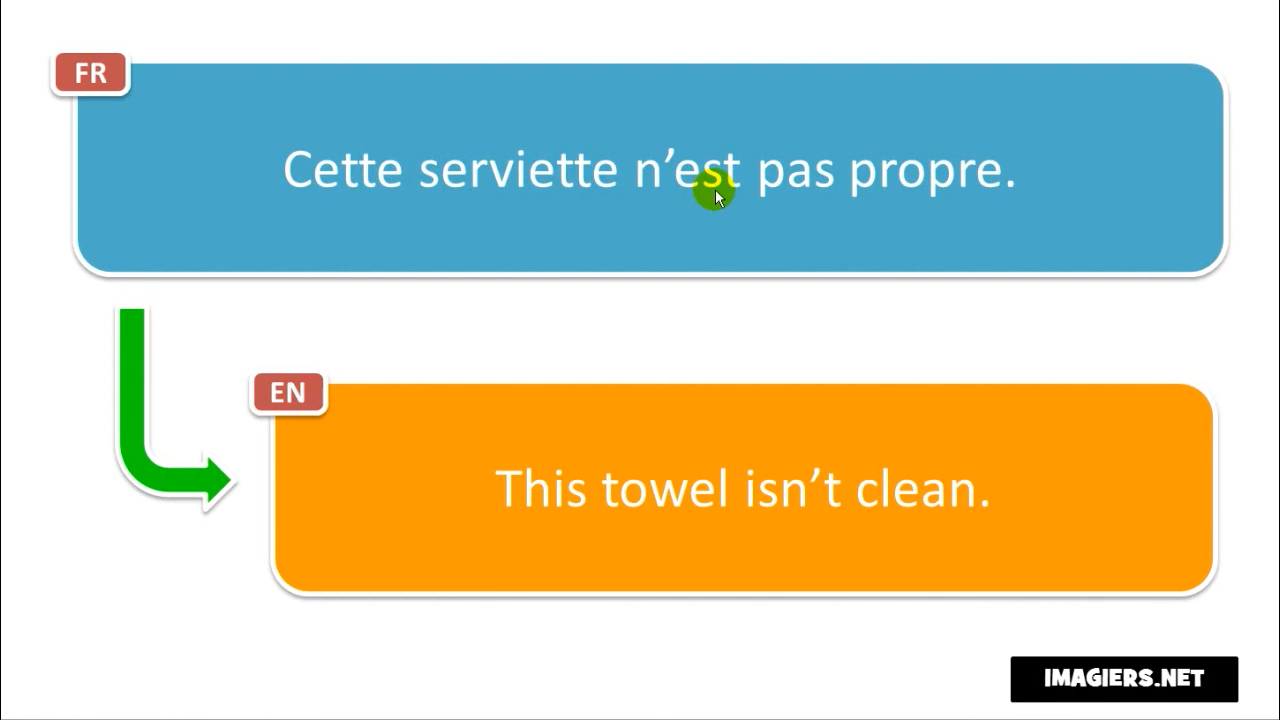 FR
Cette serviette n’est pas propre.
EN
This towel isn’t clean.
IMAGIERS.NET